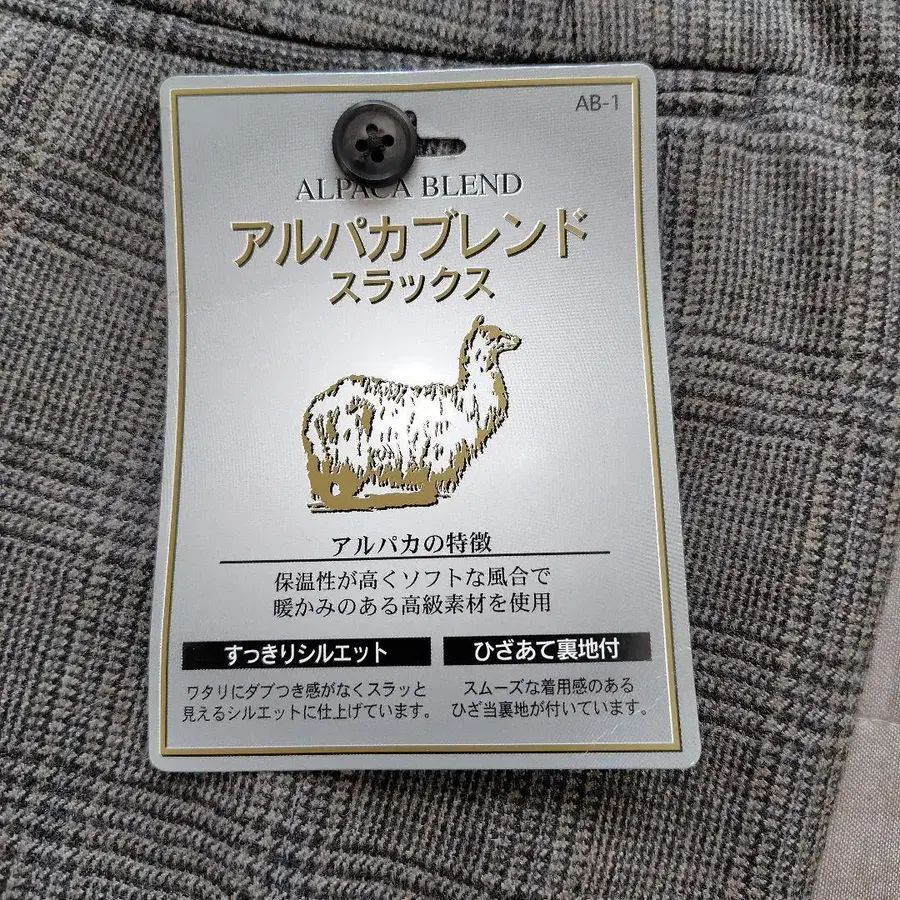 AB-1
ALPACA BLEND
アルパカブレンド
スラックス
アルパカの特徴
保温性が高くソフトな風合で
暖かみのある高級素材を使用
すっきりシルエット
ワタリにダブつき感がなくスラッと
見えるシルエットに仕上げています。
ひざあて裏地付
スムーズな着用感のある
ひざ当裏地が付いています。